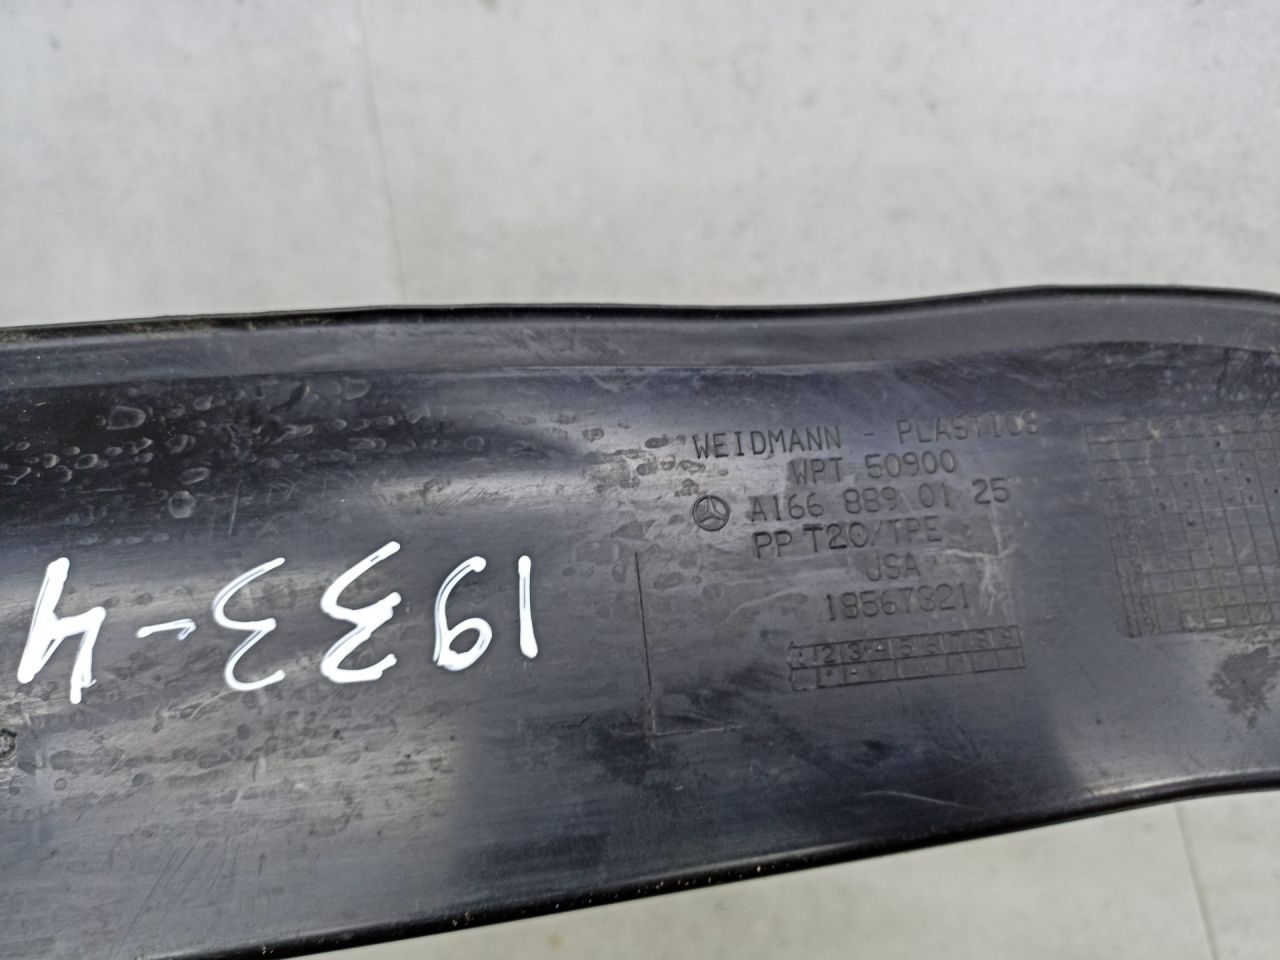 WEIDMANN - PLASTICS
WPT 50900
A166 889 01 25
PP T20/TPE
USA
18567321
1933-4